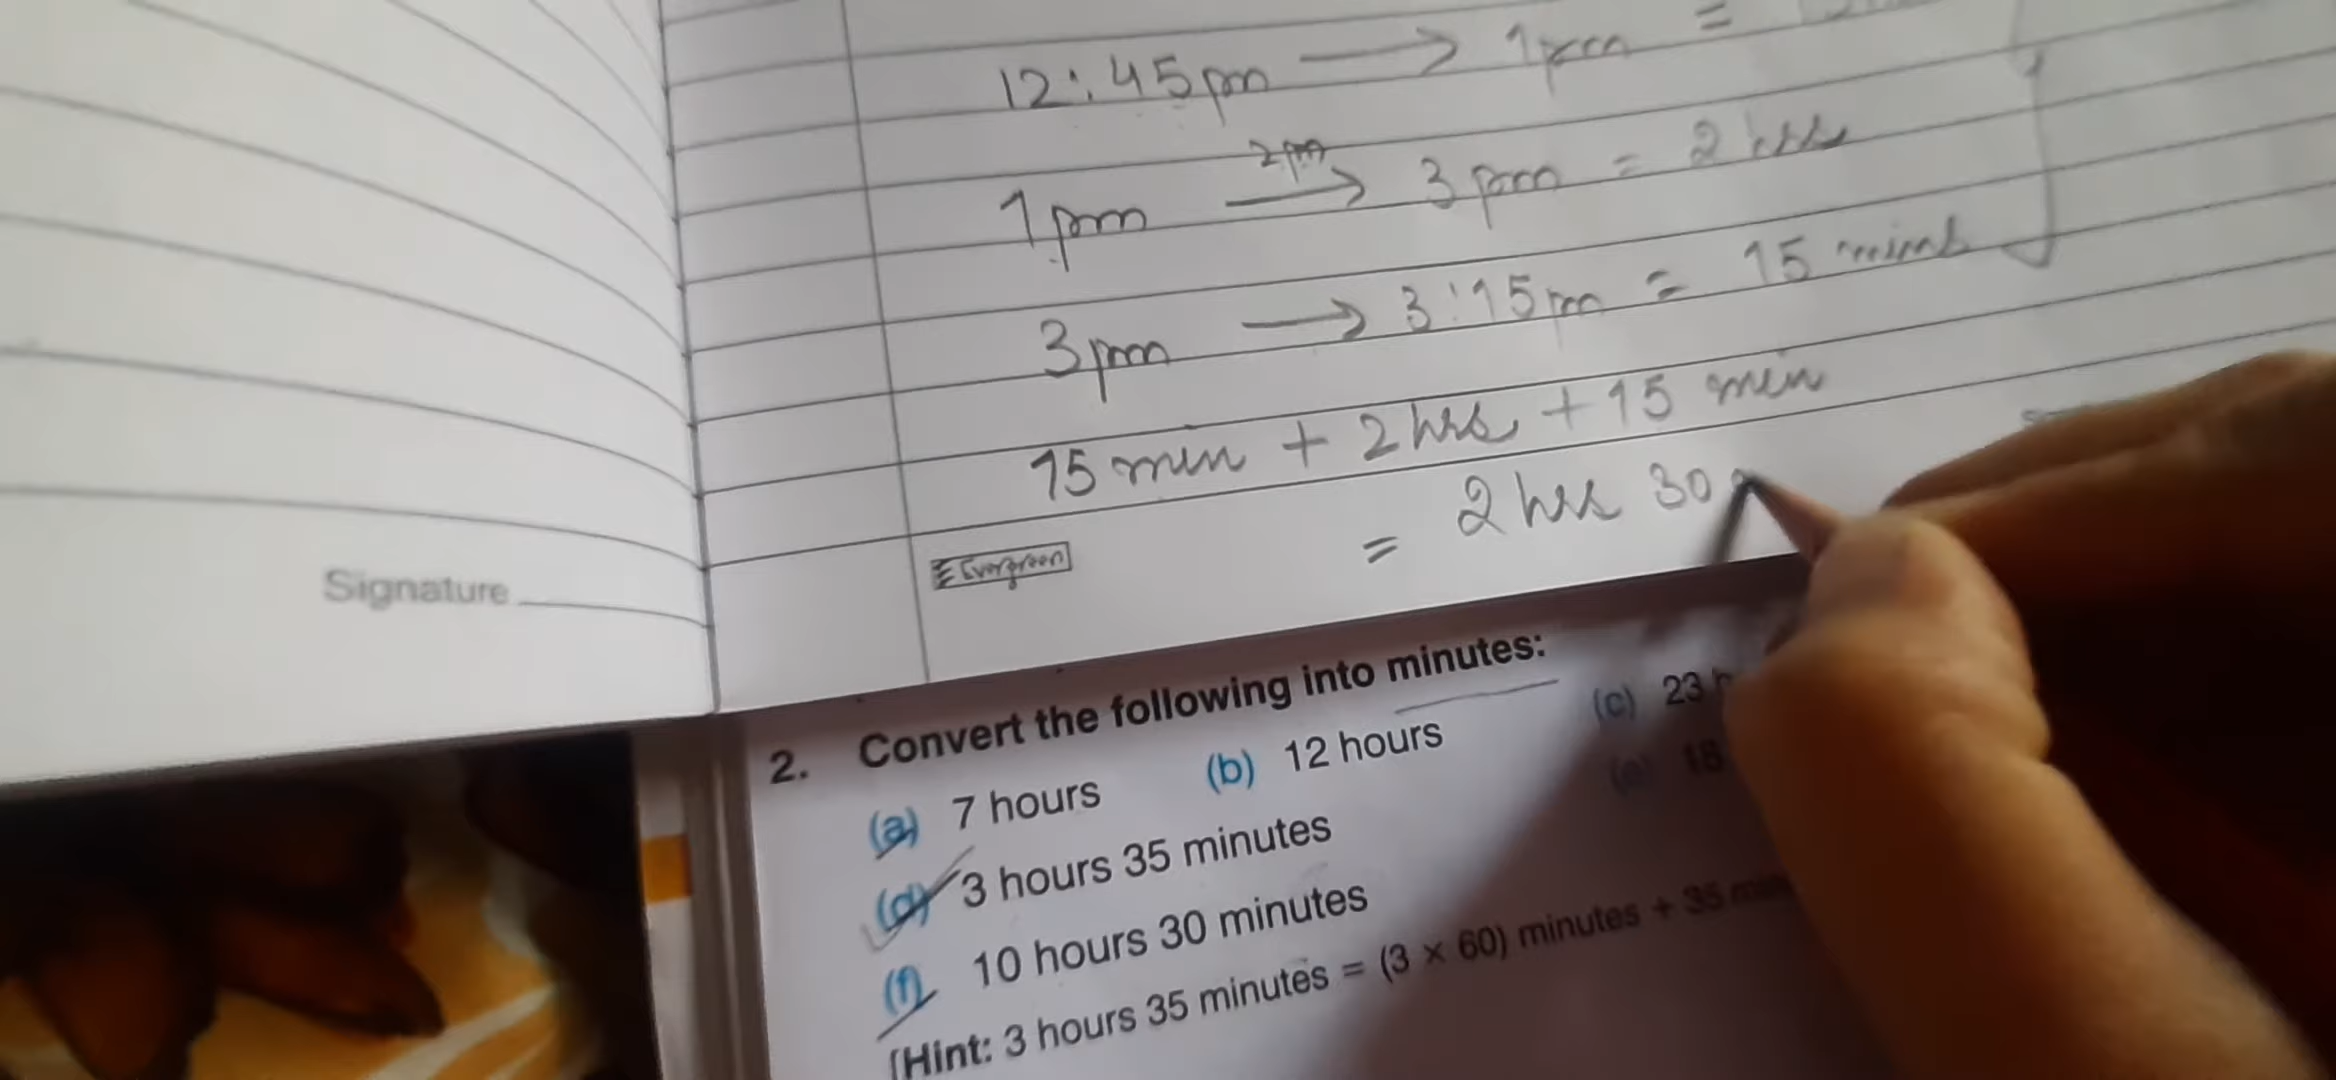 12:45pm → 1pm =
2pm
1pm → 3pm = 2 hrs
3pm → 3:15pm = 15 mins
15 min + 2 hrs + 15 min
= 2 hrs 30
Evergreen
Signature
2. Convert the following into minutes:
(a) 7 hours (b) 12 hours (c) 23
(d) 3 hours 35 minutes (e) 18
(f) 10 hours 30 minutes
[Hint: 3 hours 35 minutes = (3 × 60) minutes + 35